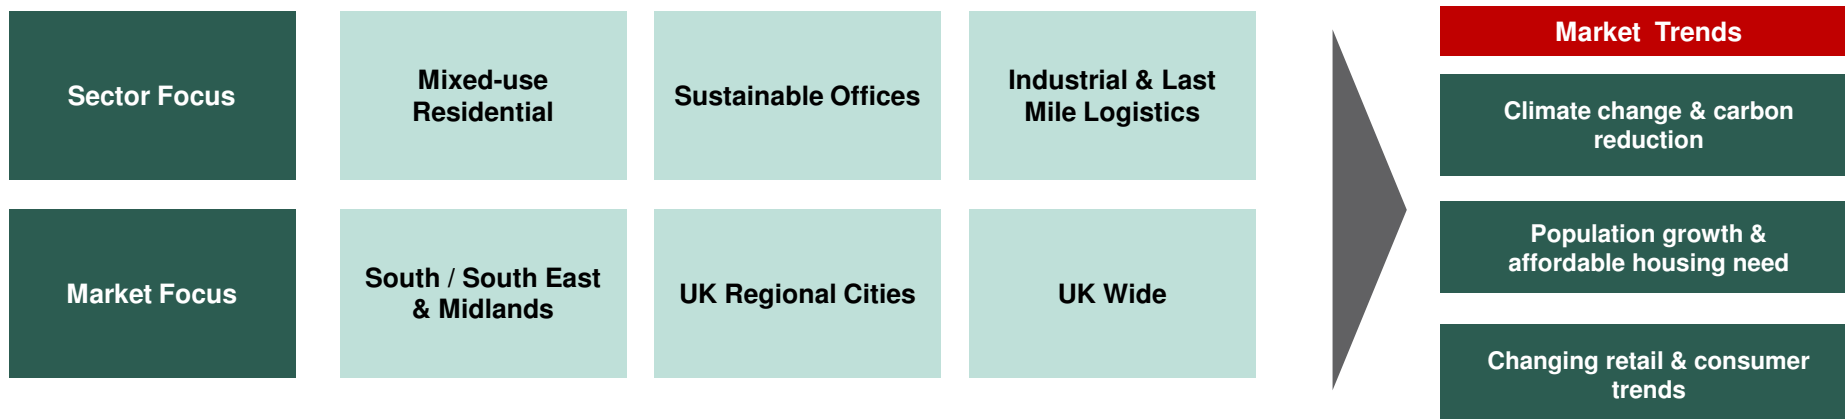 Sector Focus
Mixed-use
Residential
Sustainable Offices
Industrial & Last
Mile Logistics
Market Focus
South / South East
& Midlands
UK Regional Cities
UK Wide
Market Trends
Climate change & carbon
reduction
Population growth &
affordable housing need
Changing retail & consumer
trends